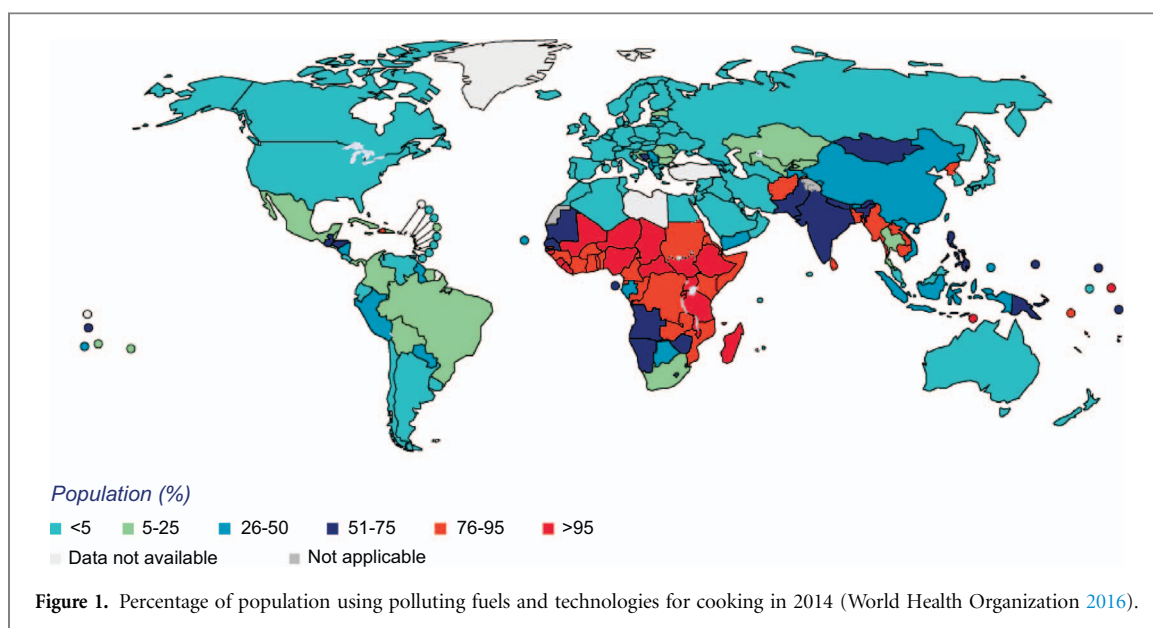 Population (%)
<5 5-25 26-50 51-75 76-95 >95
Data not available Not applicable
Figure 1. Percentage of population using polluting fuels and technologies for cooking in 2014 (World Health Organization 2016).